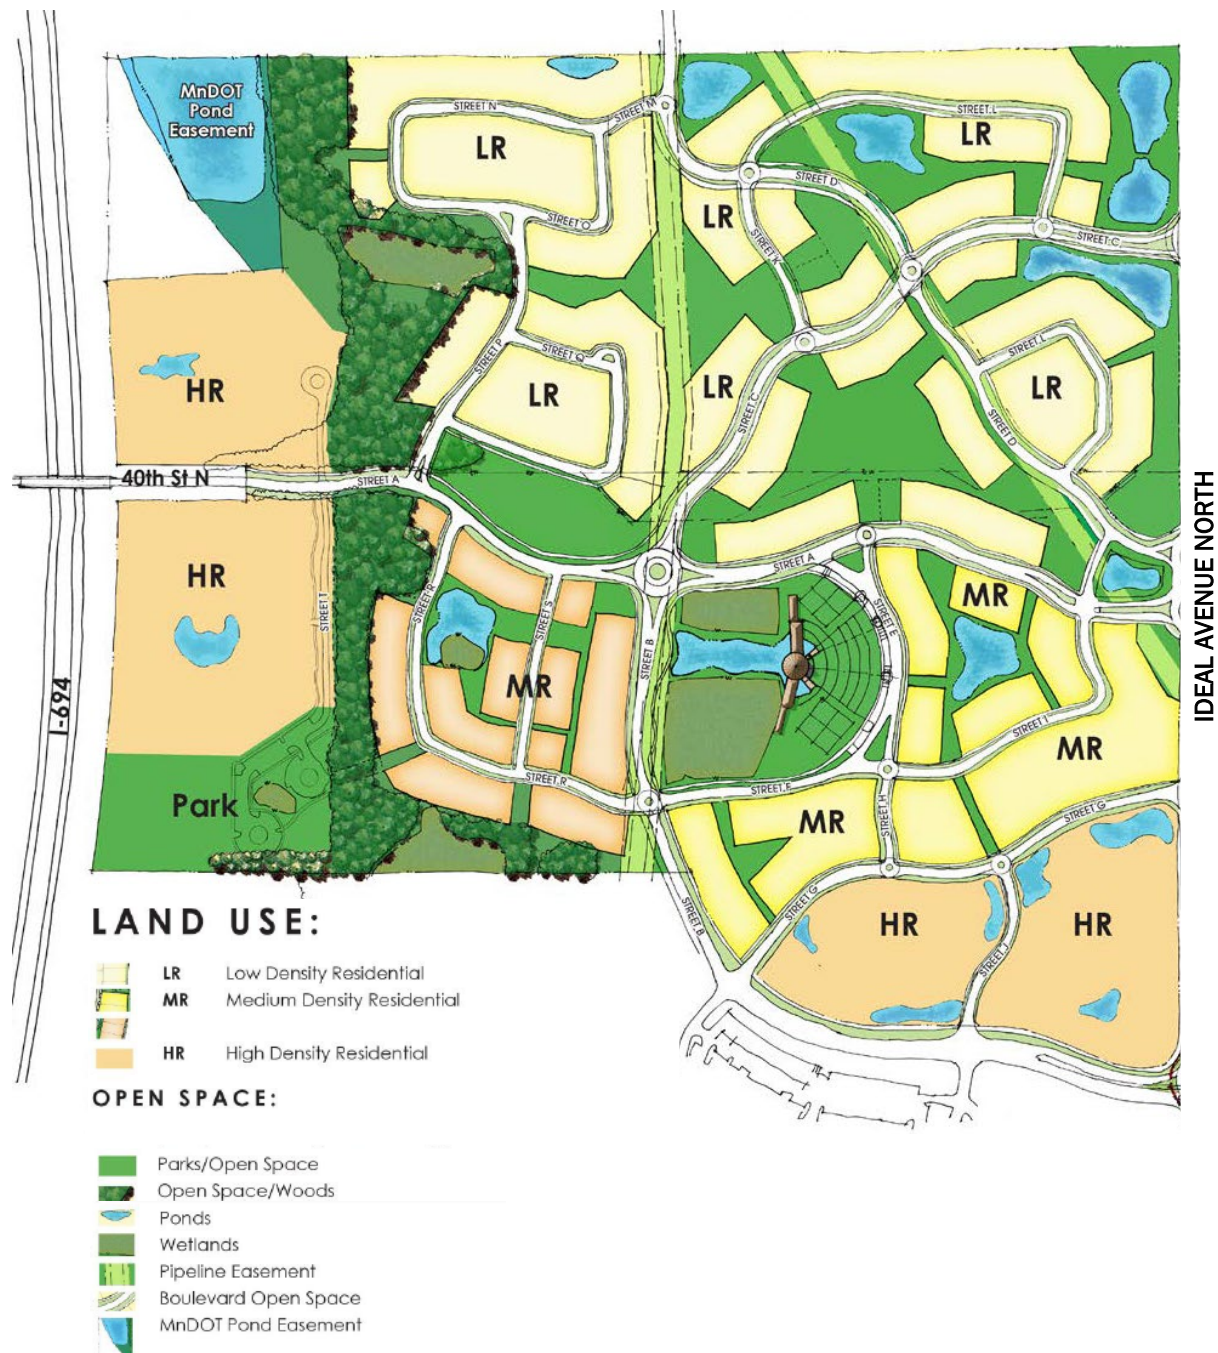 MnDOT
Pond
Easement
STREET N
STREET M
STREET L
LR
LR
STREET D
STREET O
LR
STREET K
STREET C
STREET P
STREET Q
STREET L
HR
LR
LR
LR
STREET C
STREET D
40th St N
STREET A
IDEAL AVENUE NORTH
HR
STREET A
MR
STREET T
STREET R
STREET S
STREET E
STREET B
MR
I-694
STREET I
MR
STREET R
STREET F
Park
MR
STREET H
STREET G
STREET G
STREET B
HR
HR
STREET J
LAND USE:
LR Low Density Residential
MR Medium Density Residential
HR High Density Residential
OPEN SPACE:
Parks/Open Space
Open Space/Woods
Ponds
Wetlands
Pipeline Easement
Boulevard Open Space
MnDOT Pond Easement